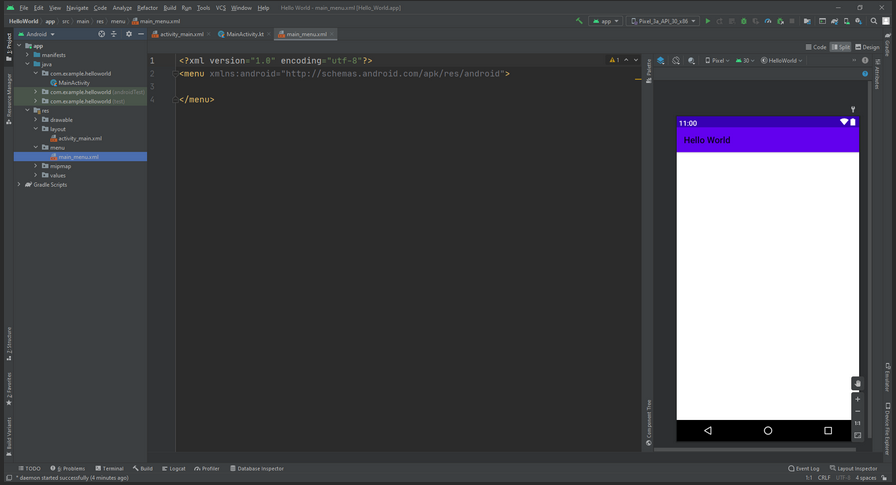 File Edit View Navigate Code Analyze Refactor Build Run Tools VCS Window Help Hello World - main_menu.xml [Hello_World.app]
HelloWorld app src main res menu main_menu.xml
app Pixel_3a_API_30_x86
Android
activity_main.xml MainActivity.kt main_menu.xml
Code Split Design
1: Project
Resource Manager
2: Structure
2: Favorites
Build Variants
app
manifests
java
com.example.helloworld
MainActivity
com.example.helloworld (androidTest)
com.example.helloworld (test)
res
drawable
layout
activity_main.xml
menu
main_menu.xml
mipmap
values
Gradle Scripts
1 <?xml version="1.0" encoding="utf-8"?>
2 <menu xmlns:android="http://schemas.android.com/apk/res/android">
3
4 </menu>
1
Palette
Component Tree
Pixel 30 HelloWorld
11:00
Hello World
1:1
Gradle
Attributes
Emulator
Device File Explorer
TODO 6: Problems Terminal Build Logcat Profiler Database Inspector Event Log Layout Inspector
* daemon started successfully (4 minutes ago) 1:1 CRLF UTF-8 4 spaces